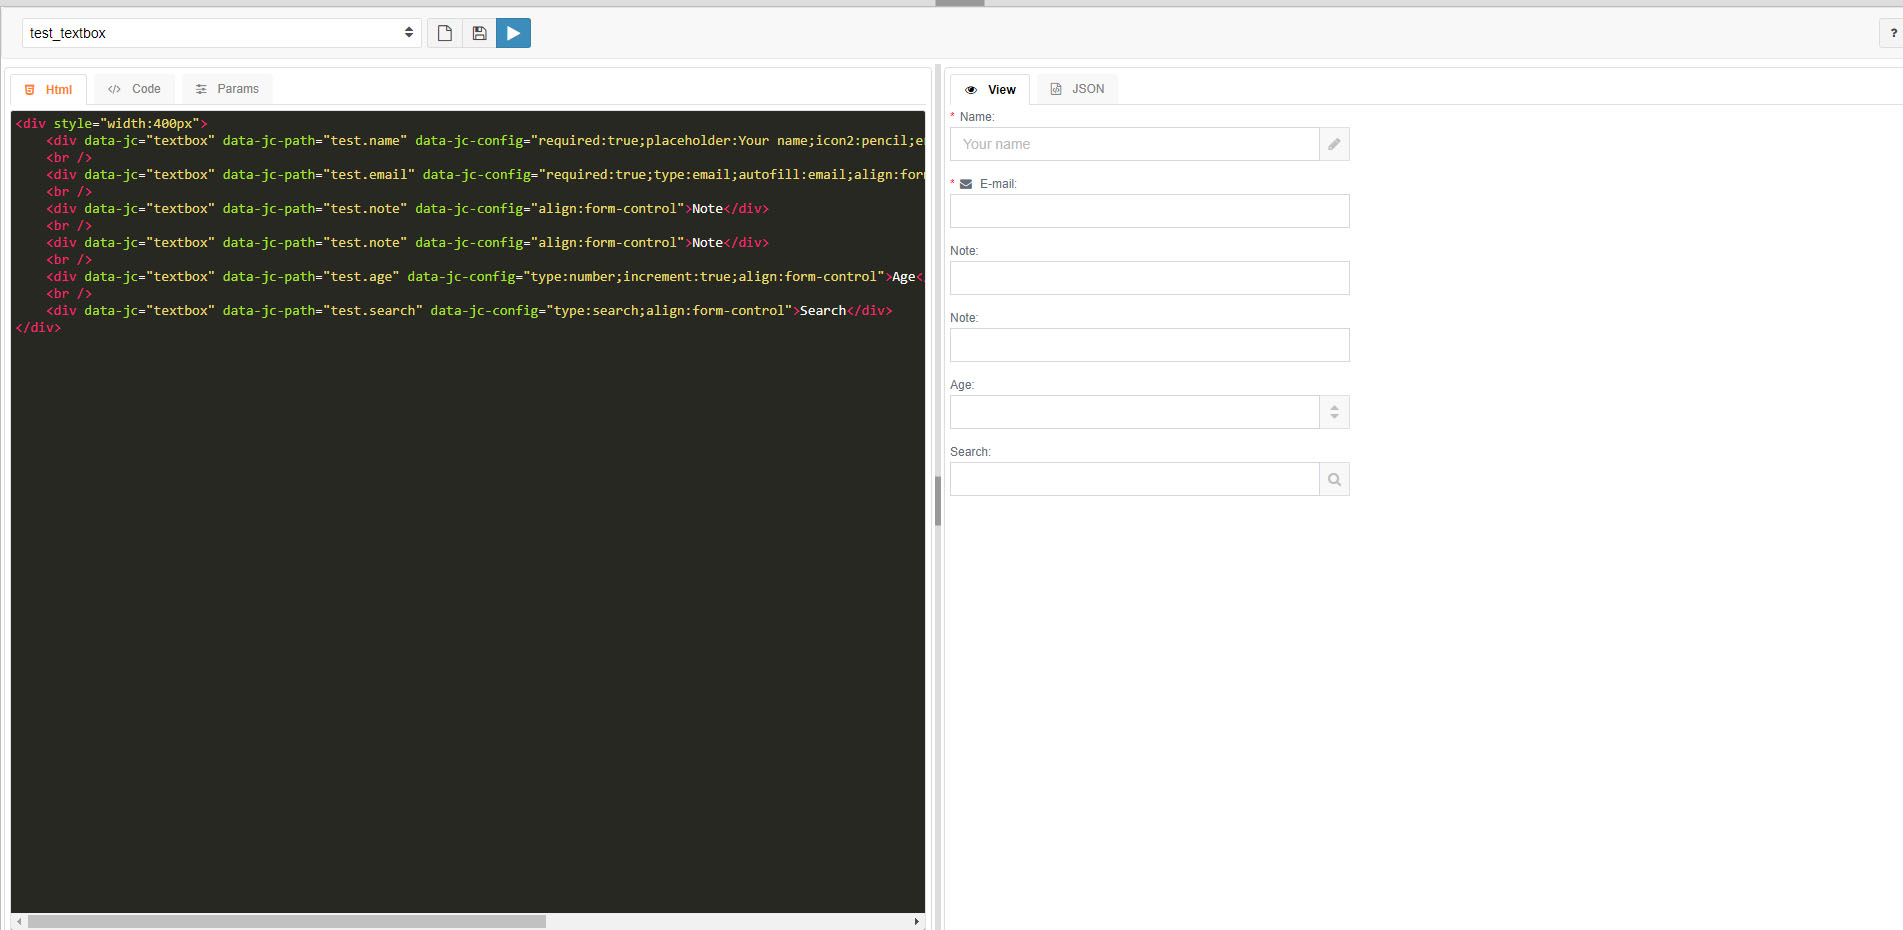 test_textbox
?
Html Code Params
View JSON
<div style="width:400px">
<div data-jc="textbox" data-jc-path="test.name" data-jc-config="required:true;placeholder:Your name;icon2:pencil;e
<br />
<div data-jc="textbox" data-jc-path="test.email" data-jc-config="required:true;type:email;autofill:email;align:for
<br />
<div data-jc="textbox" data-jc-path="test.note" data-jc-config="align:form-control">Note</div>
<br />
<div data-jc="textbox" data-jc-path="test.note" data-jc-config="align:form-control">Note</div>
<br />
<div data-jc="textbox" data-jc-path="test.age" data-jc-config="type:number;increment:true;align:form-control">Age<
<br />
<div data-jc="textbox" data-jc-path="test.search" data-jc-config="type:search;align:form-control">Search</div>
</div>
* Name:
Your name
* E-mail:
Note:
Note:
Age:
Search: